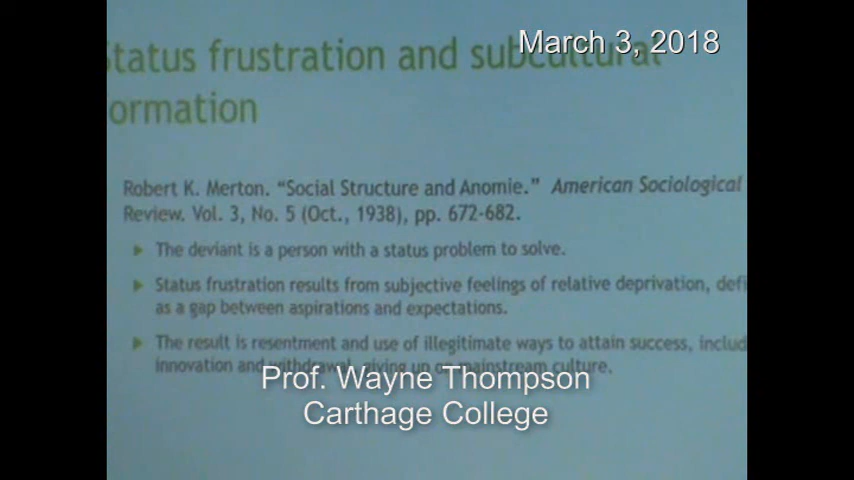 March 3, 2018
Status frustration and subcultural
ormation
Robert K. Merton. “Social Structure and Anomie.” American Sociological
Review. Vol. 3, No. 5 (Oct., 1938), pp. 672-682.
The deviant is a person with a status problem to solve.
Status frustration results from subjective feelings of relative deprivation, defi
as a gap between aspirations and expectations.
The result is resentment and use of illegitimate ways to attain success, includ
innovation and withdrawal, giving up on mainstream culture.
Prof. Wayne Thompson
Carthage College